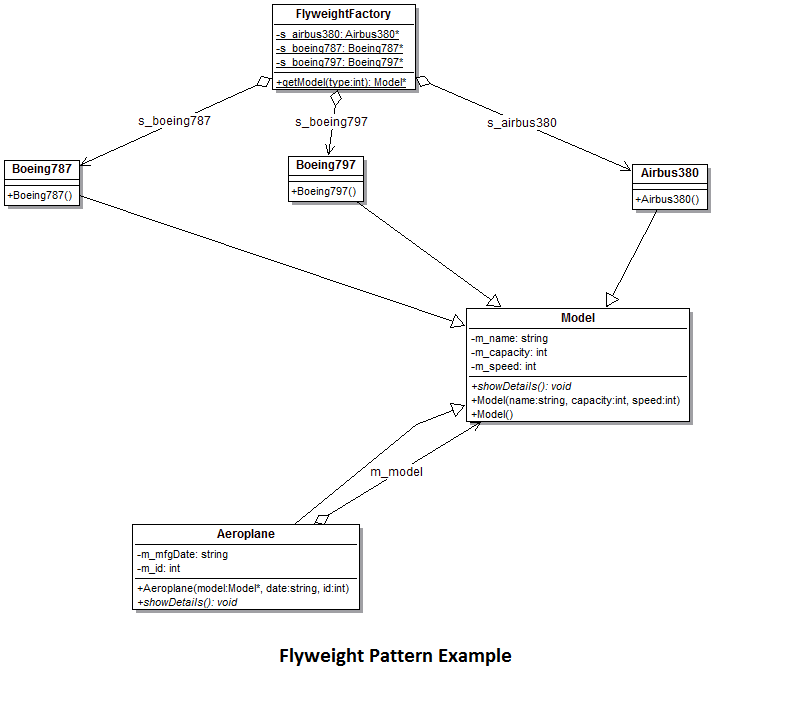 FlyweightFactory
-s_airbus380: Airbus380*
-s_boeing787: Boeing787*
-s_boeing797: Boeing797*
+getModel(type:int): Model*
s_boeing787
s_boeing797
s_airbus380
Boeing787
+Boeing787()
Boeing797
+Boeing797()
Airbus380
+Airbus380()
Model
-m_name: string
-m_capacity: int
-m_speed: int
+showDetails(): void
+Model(name:string, capacity:int, speed:int)
+Model()
m_model
Aeroplane
-m_mfgDate: string
-m_id: int
+Aeroplane(model:Model*, date:string, id:int)
+showDetails(): void
Flyweight Pattern Example